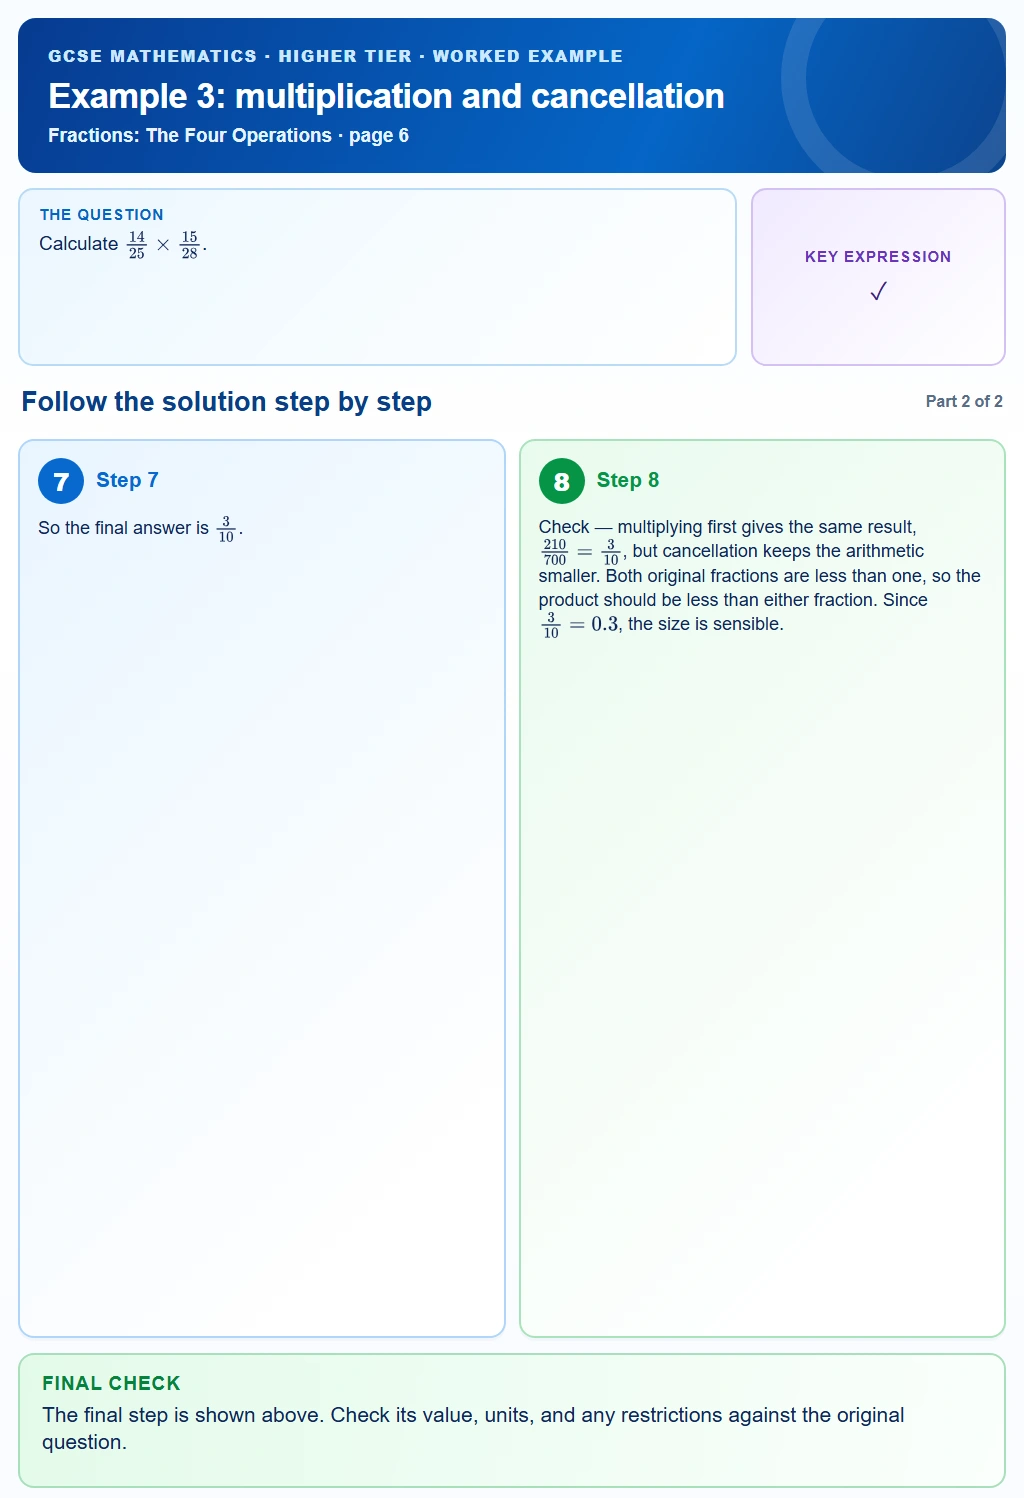 GCSE MATHEMATICS · HIGHER TIER · WORKED EXAMPLE
Example 3: multiplication and cancellation
Fractions: The Four Operations · page 6
THE QUESTION
Calculate 14/25 × 15/28.
KEY EXPRESSION
✓
Follow the solution step by step
Part 2 of 2
7 Step 7
So the final answer is 3/10.
8 Step 8
Check — multiplying first gives the same result,
210/700 = 3/10, but cancellation keeps the arithmetic
smaller. Both original fractions are less than one, so the
product should be less than either fraction. Since
3/10 = 0.3, the size is sensible.
FINAL CHECK
The final step is shown above. Check its value, units, and any restrictions against the original
question.